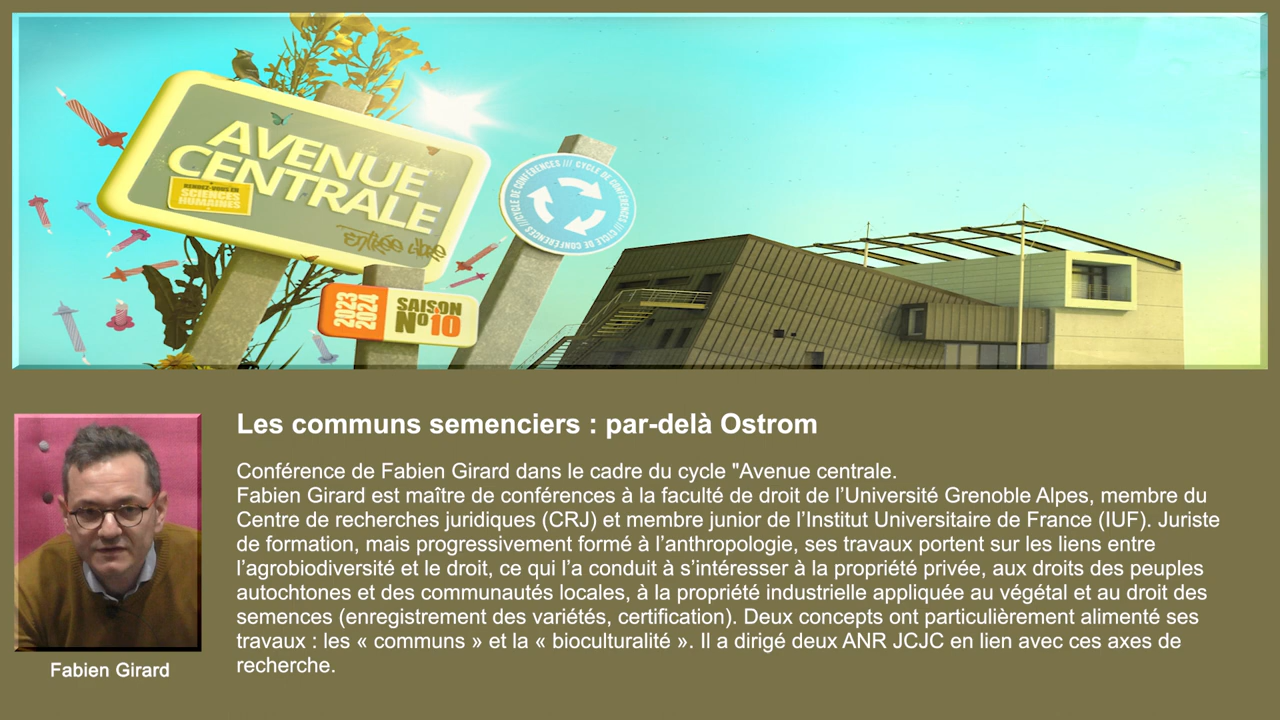 AVENUE
CENTRALE
RENDEZ-VOUS EN
SCIENCES
HUMAINES
Entrée libre
CYCLE DE CONFÉRENCES /// CYCLE DE CONFÉRENCES ///
2023
2024
SAISON
N°10
Les communs semenciers : par-delà Ostrom
Conférence de Fabien Girard dans le cadre du cycle "Avenue centrale.
Fabien Girard est maître de conférences à la faculté de droit de l’Université Grenoble Alpes, membre du
Centre de recherches juridiques (CRJ) et membre junior de l’Institut Universitaire de France (IUF). Juriste
de formation, mais progressivement formé à l’anthropologie, ses travaux portent sur les liens entre
l’agrobiodiversité et le droit, ce qui l’a conduit à s’intéresser à la propriété privée, aux droits des peuples
autochtones et des communautés locales, à la propriété industrielle appliquée au végétal et au droit des
semences (enregistrement des variétés, certification). Deux concepts ont particulièrement alimenté ses
travaux : les « communs » et la « bioculturalité ». Il a dirigé deux ANR JCJC en lien avec ces axes de
recherche.
Fabien Girard